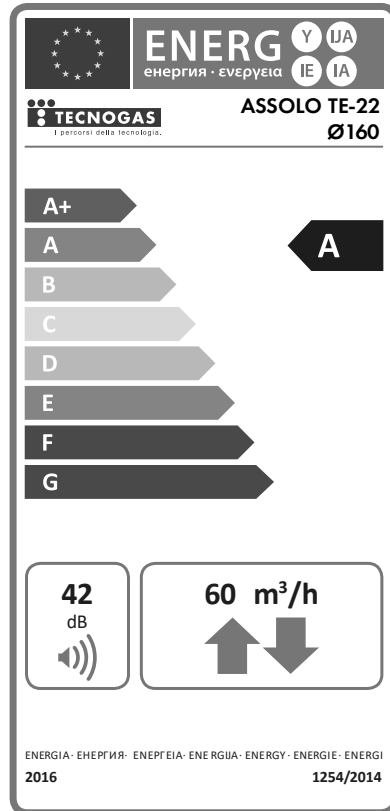 ENERG Y IJA
енергия · ενεργεια IE IA
TECNOGAS
I percorsi della tecnologia.
ASSOLO TE-22
Ø160
A+
A
A
B
C
D
E
F
G
42
dB
60 m³/h
ENERGIA· ЕНЕРГИЯ· ΕΝΕΡΓΕΙΑ· ENERGIJA· ENERGY · ENERGIE· ENERGI
2016
1254/2014